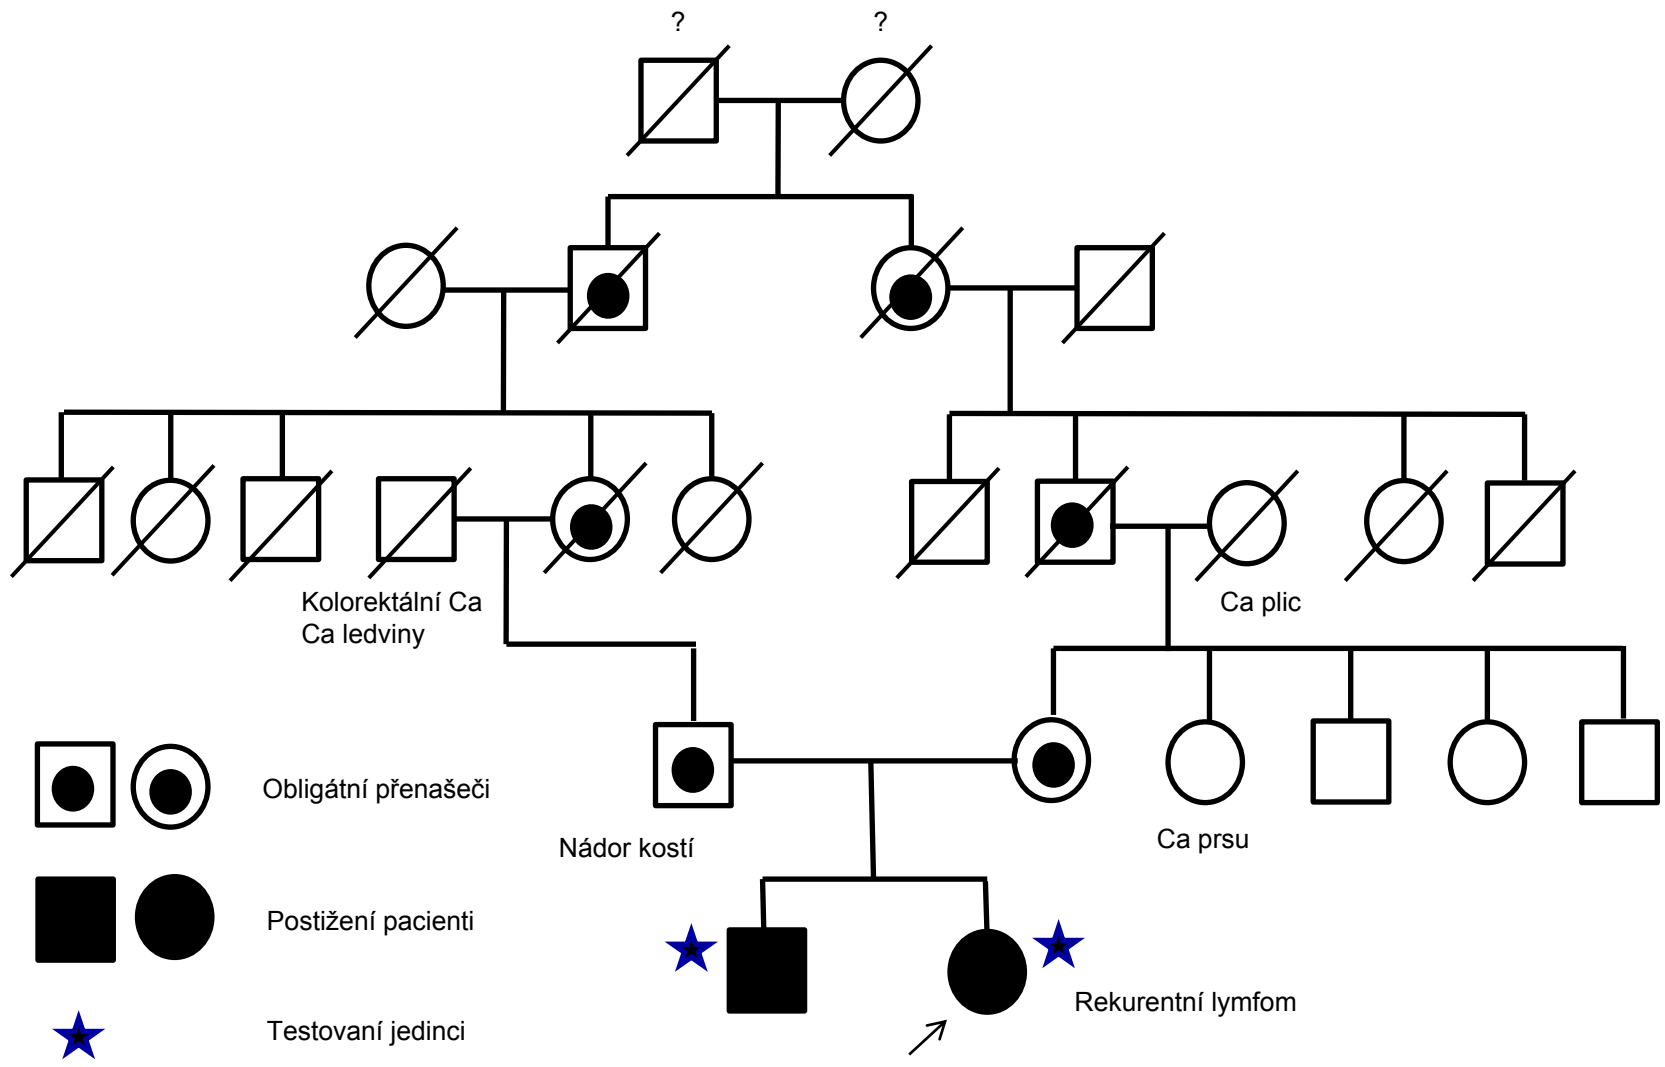 ? ?
Kolorektální Ca
Ca ledviny
Ca plic
Obligátní přenašeči
Nádor kostí
Ca prsu
Postižení pacienti
Rekurentní lymfom
Testovaní jedinci